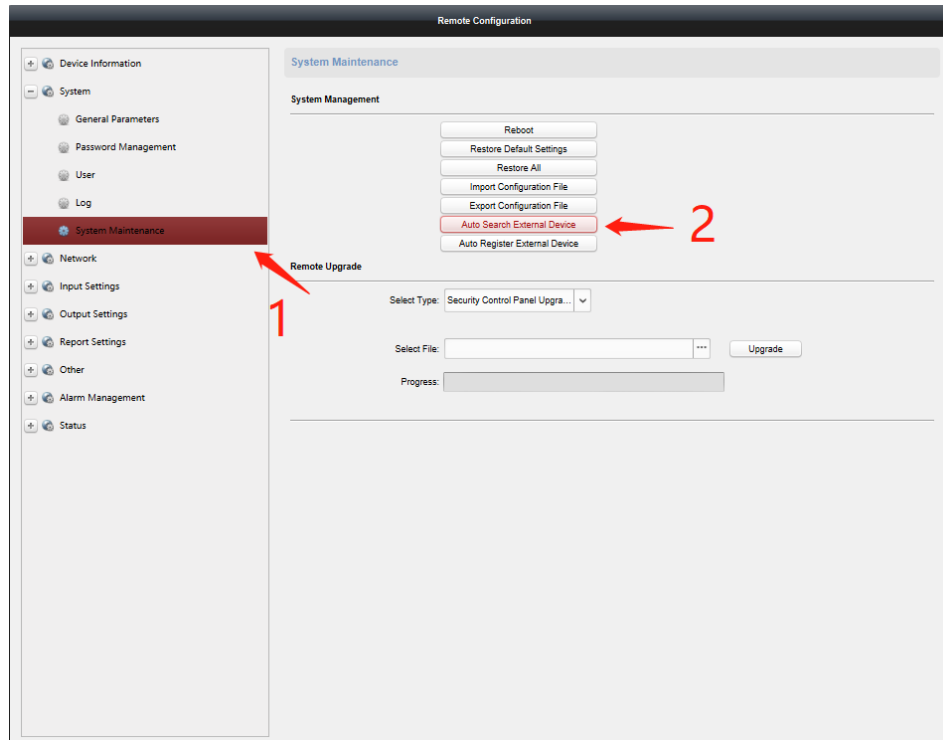 Remote Configuration
Device Information
System
General Parameters
Password Management
User
Log
System Maintenance
Network
Input Settings
Output Settings
Report Settings
Other
Alarm Management
Status
1
System Maintenance
System Management
Reboot
Restore Default Settings
Restore All
Import Configuration File
Export Configuration File
Auto Search External Device
2
Auto Register External Device
Remote Upgrade
Select Type: Security Control Panel Upgra...
Select File: ... Upgrade
Progress: